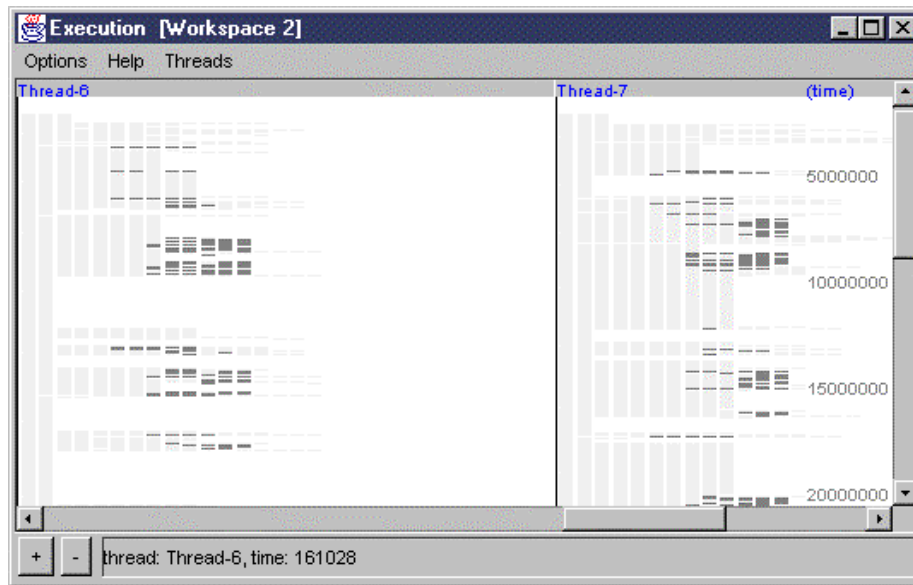 Execution [Workspace 2]
Options Help Threads
Thread-6 Thread-7 (time)
5000000
10000000
15000000
20000000
+ - thread: Thread-6, time: 161028